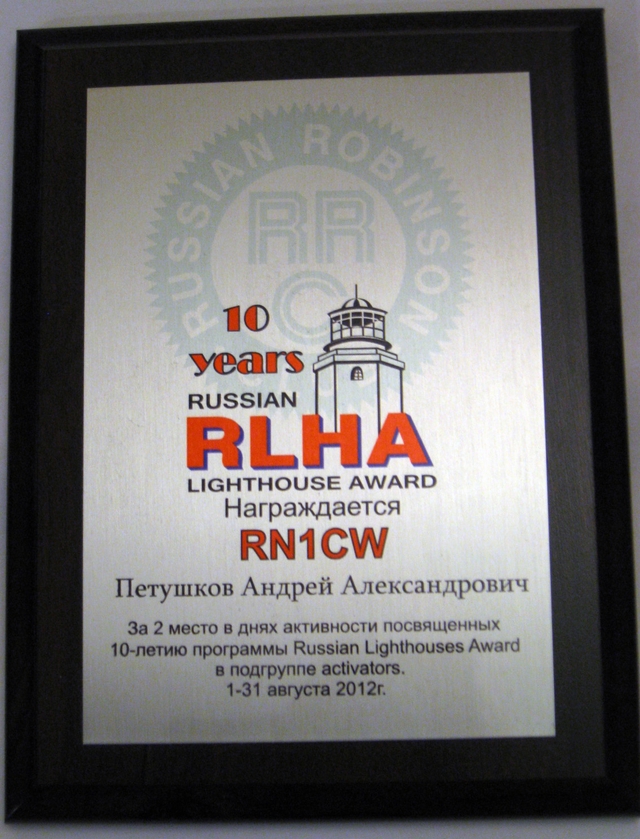 RUSSIAN ROBINSON
RR
C
10
years
RUSSIAN
RLHA
LIGHTHOUSE AWARD
Награждается
RN1CW
Петушков Андрей Александрович
За 2 место в днях активности посвященных
10-летию программы Russian Lighthouses Award
в подгруппе activators.
1-31 августа 2012г.